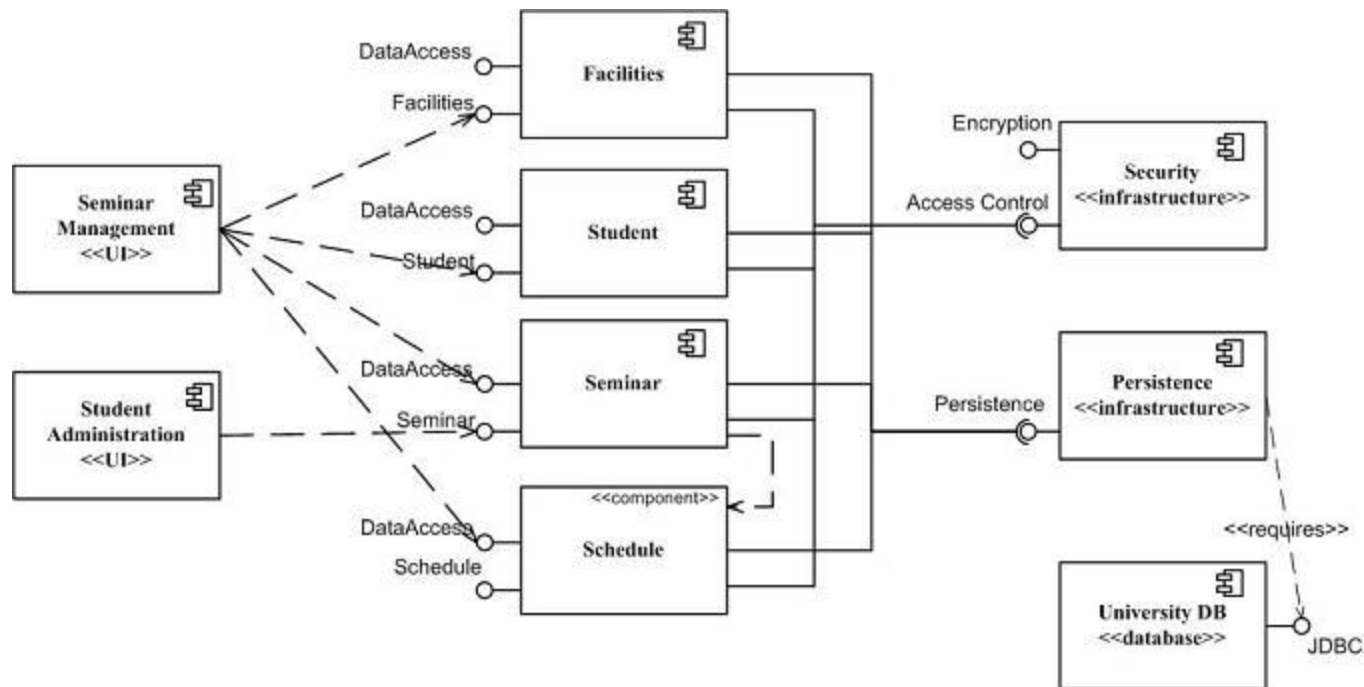 DataAccess
Facilities
Facilities
Encryption
Security
<<infrastructure>>
Access Control
Seminar
Management
<<UI>>
DataAccess
Student
Student
DataAccess
Seminar
Seminar
Student
Administration
<<UI>>
Persistence
Persistence
<<infrastructure>>
<<component>>
DataAccess
Schedule
Schedule
<<requires>>
University DB
<<database>>
JDBC